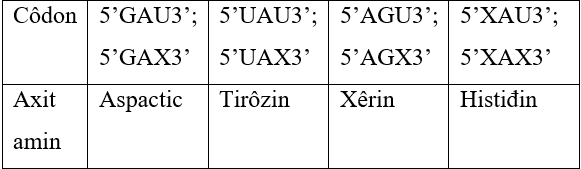 Côdon 5’GAU3’; 5’UAU3’; 5’AGU3’; 5’XAU3’;
5’GAX3’ 5’UAX3’ 5’AGX3’ 5’XAX3’
Axit Aspactic Tirôzin Xêrin Histiđin
amin